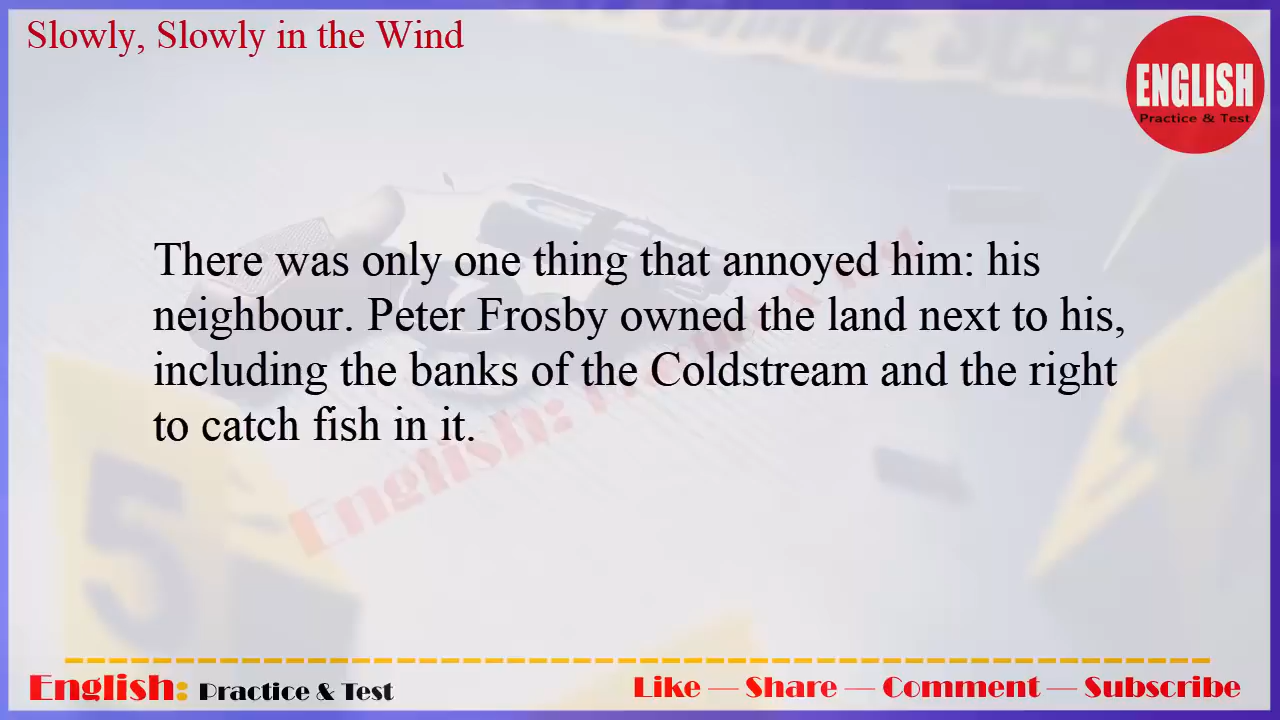 Slowly, Slowly in the Wind
ENGLISH
Practice & Test
There was only one thing that annoyed him: his
neighbour. Peter Frosby owned the land next to his,
including the banks of the Coldstream and the right
to catch fish in it.
English:
5
English: Practice & Test
Like — Share — Comment — Subscribe